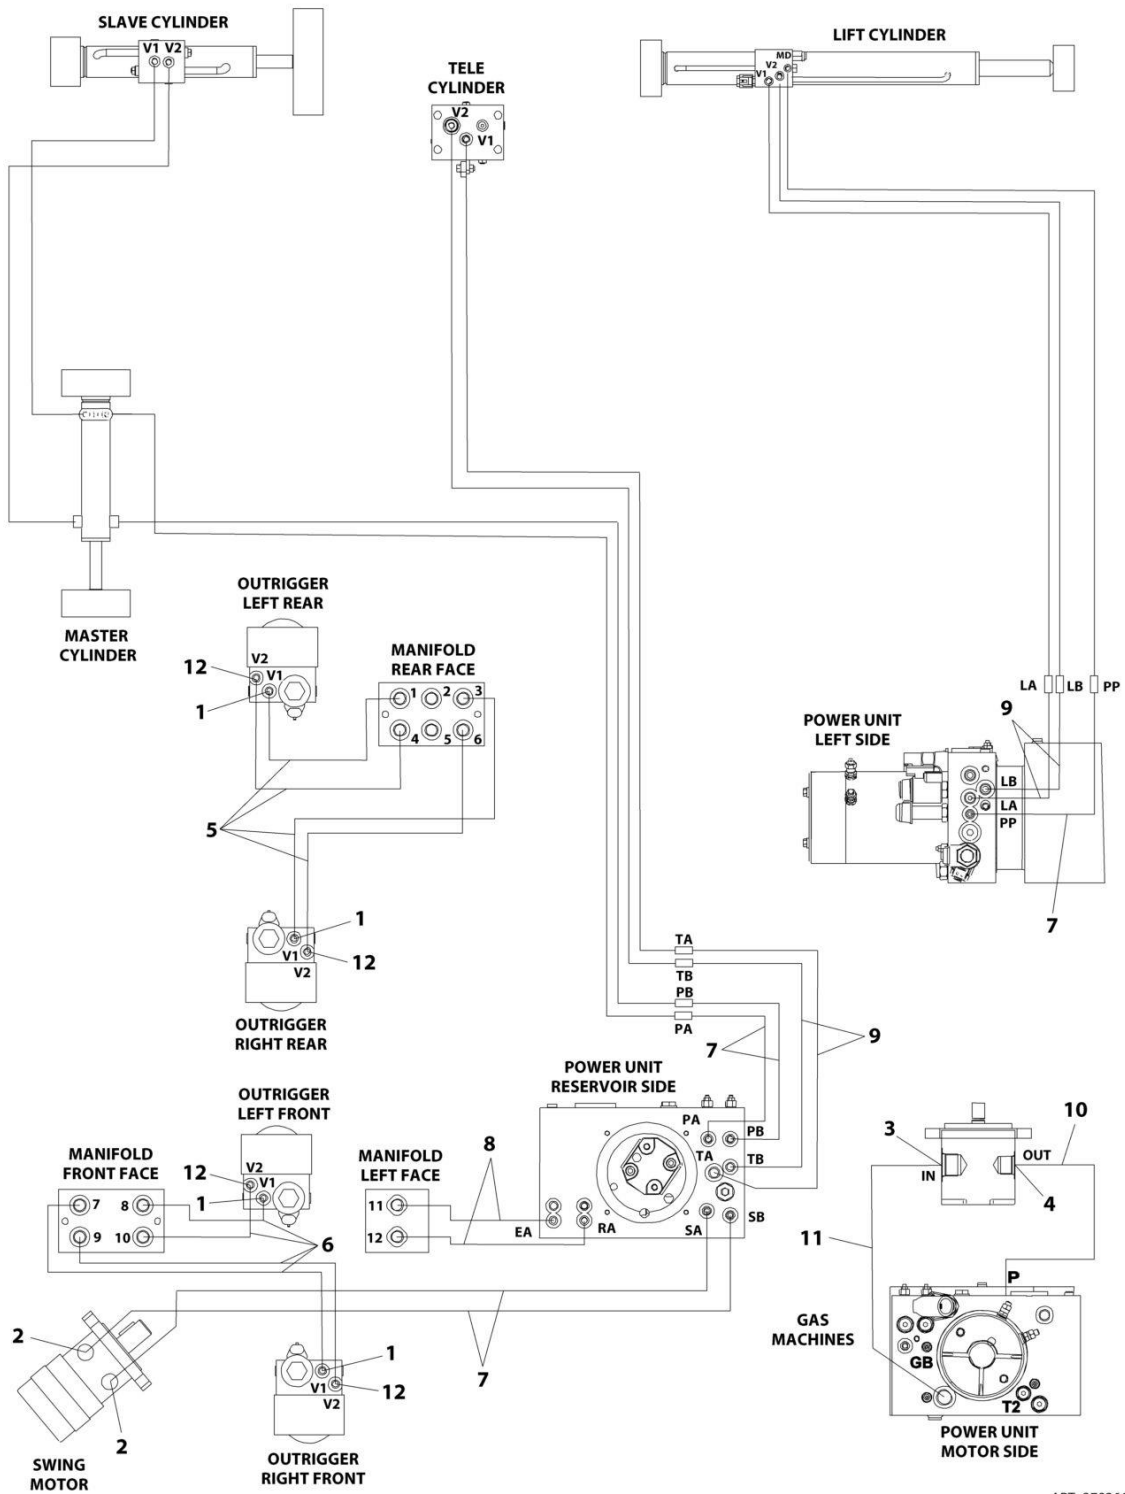 SLAVE CYLINDER
V1 V2
LIFT CYLINDER
MD
V2
V1
TELE
CYLINDER
V2
V1
MASTER
CYLINDER
OUTRIGGER
LEFT REAR
V2
V1
12
1
MANIFOLD
REAR FACE
1 2 3
4 5 6
5
1
V1
12
V2
OUTRIGGER
RIGHT REAR
LA LB PP
9
POWER UNIT
LEFT SIDE
LB
LA
PP
7
TA
TB
PB
PA
7
9
POWER UNIT
RESERVOIR SIDE
PA
PB
TA
TB
EA
RA
SA
SB
OUTRIGGER
LEFT FRONT
V2
V1
12
1
MANIFOLD
FRONT FACE
7 8
9 10
6
MANIFOLD
LEFT FACE
11
12
8
3
10
IN
OUT
4
11
P
GAS
MACHINES
GB
T2
POWER UNIT
MOTOR SIDE
2
2
SWING
MOTOR
7
1
V1
12
V2
OUTRIGGER
RIGHT FRONT